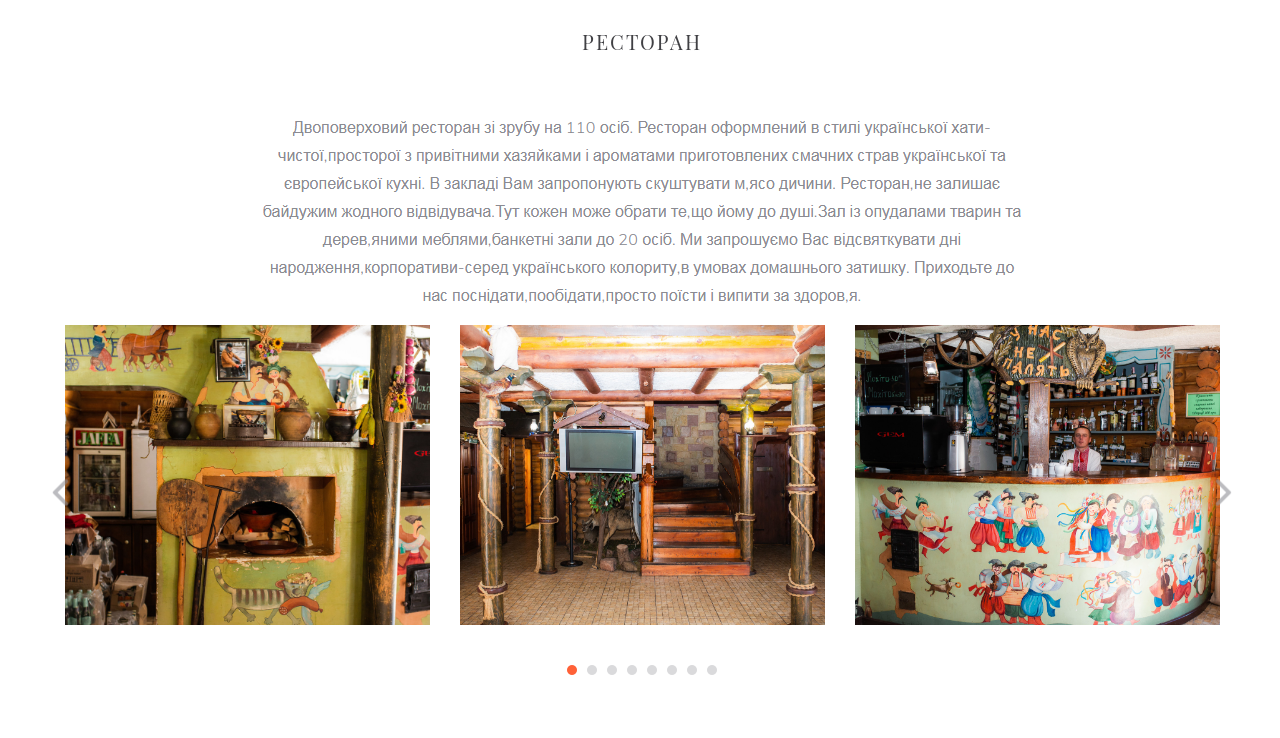 РЕСТОРАН
Двоповерховий ресторан зі зрубу на 110 осіб. Ресторан оформлений в стилі української хати-
чистої,просторої з привітними хазяйками і ароматами приготовлених смачних страв української та
європейської кухні. В закладі Вам запропонують скуштувати м,ясо дичини. Ресторан,не залишає
байдужим жодного відвідувача.Тут кожен може обрати те,що йому до душі.Зал із опудалами тварин та
дерев,яними меблями,банкетні зали до 20 осіб. Ми запрошуємо Вас відсвяткувати дні
народження,корпоративи-серед українського колориту,в умовах домашнього затишку. Приходьте до
нас поснідати,пообідати,просто поїсти і випити за здоров,я.
JAFFA
У НАС
НЕ
ПАЛЯТЬ